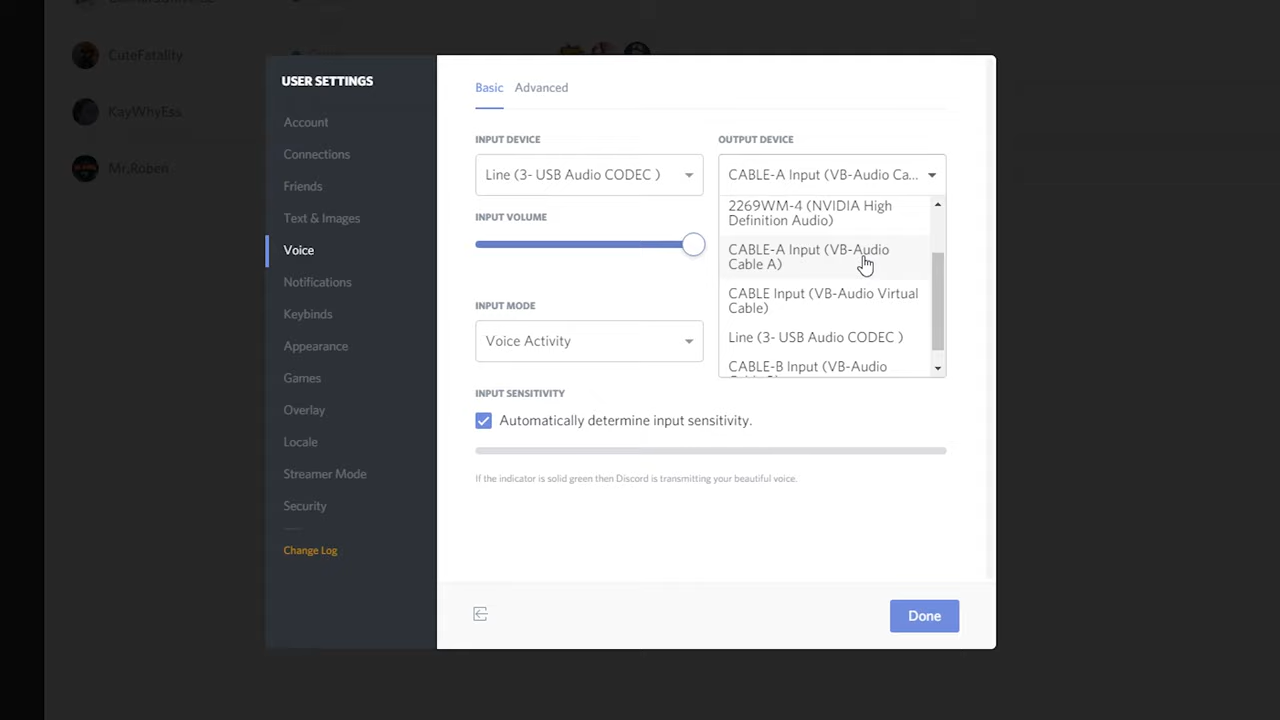 CuteFatality
KayWhyEss
Mr.Roben
USER SETTINGS
Account
Connections
Friends
Text & Images
Voice
Notifications
Keybinds
Appearance
Games
Overlay
Locale
Streamer Mode
Security
Change Log
Basic
Advanced
INPUT DEVICE
Line (3- USB Audio CODEC )
INPUT VOLUME
INPUT MODE
Voice Activity
INPUT SENSITIVITY
Automatically determine input sensitivity.
If the indicator is solid green then Discord is transmitting your beautiful voice.
OUTPUT DEVICE
CABLE-A Input (VB-Audio Ca...
2269WM-4 (NVIDIA High
Definition Audio)
CABLE-A Input (VB-Audio
Cable A)
CABLE Input (VB-Audio Virtual
Cable)
Line (3- USB Audio CODEC )
CABLE-B Input (VB-Audio
Done